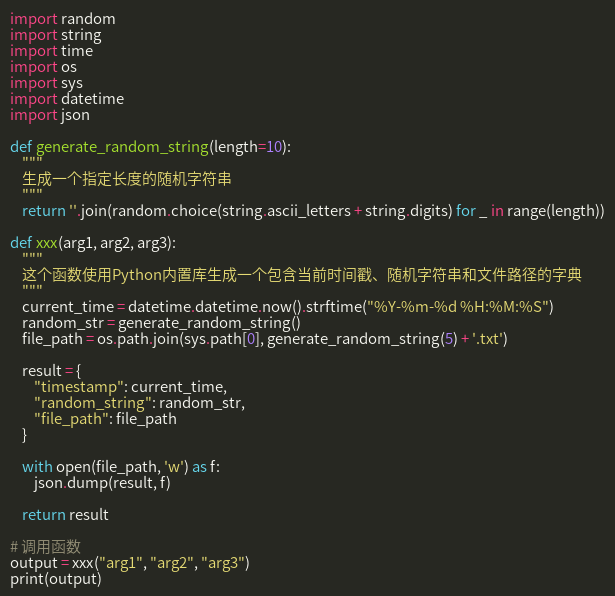 import random
import string
import time
import os
import sys
import datetime
import json

def generate_random_string(length=10):
    """
    生成一个指定长度的随机字符串
    """
    return ''.join(random.choice(string.ascii_letters + string.digits) for _ in range(length))

def xxx(arg1, arg2, arg3):
    """
    这个函数使用Python内置库生成一个包含当前时间戳、随机字符串和文件路径的字典
    """
    current_time = datetime.datetime.now().strftime("%Y-%m-%d %H:%M:%S")
    random_str = generate_random_string()
    file_path = os.path.join(sys.path[0], generate_random_string(5) + '.txt')

    result = {
        "timestamp": current_time,
        "random_string": random_str,
        "file_path": file_path
    }

    with open(file_path, 'w') as f:
        json.dump(result, f)

    return result

# 调用函数
output = xxx("arg1", "arg2", "arg3")
print(output)